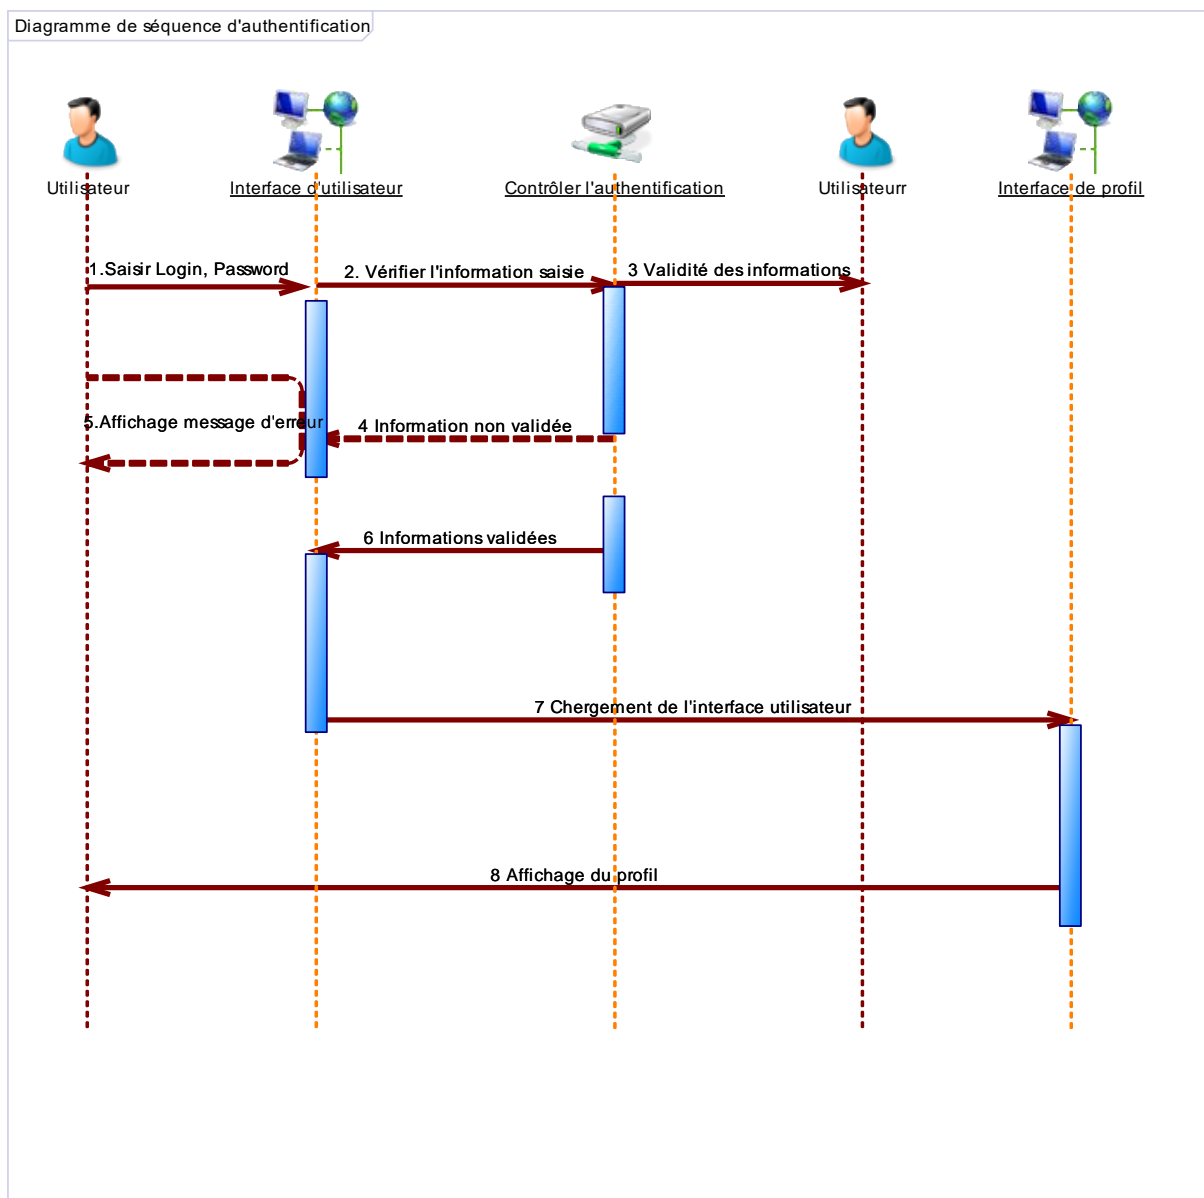 Diagramme de séquence d'authentification
Utilisateur
Interface d'utilisateur
Contrôler l'authentification
Utilisateurr
Interface de profil
1.Saisir Login, Password
2. Vérifier l'information saisie
3 Validité des informations
5.Affichage message d'erreur
4 Information non validée
6 Informations validées
7 Chergement de l'interface utilisateur
8 Affichage du profil